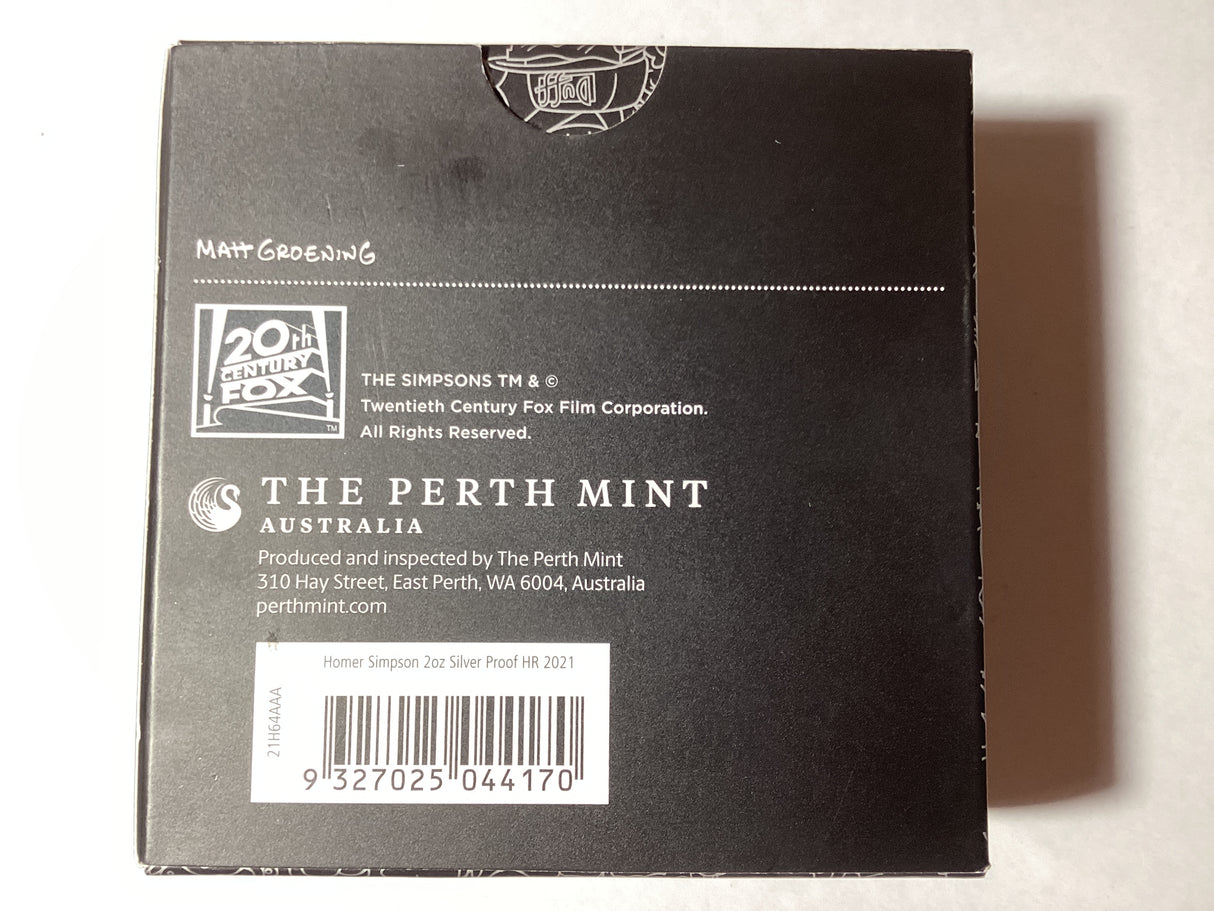 Duff
MATT GROENING
20th
CENTURY
FOX
TM
THE SIMPSONS TM & ©
Twentieth Century Fox Film Corporation.
All Rights Reserved.
THE PERTH MINT
AUSTRALIA
Produced and inspected by The Perth Mint
310 Hay Street, East Perth, WA 6004, Australia
perthmint.com
Homer Simpson 2oz Silver Proof HR 2021
21H64AAA
9 327025 044170